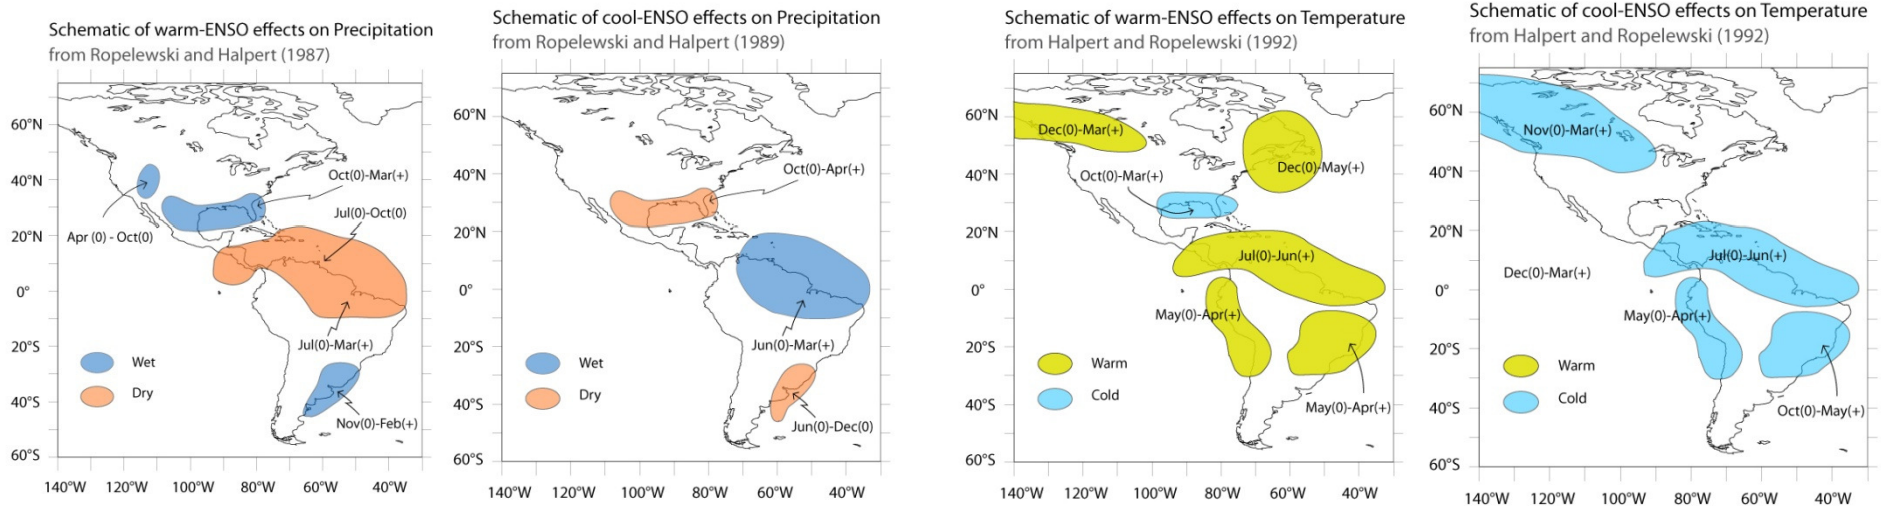 Schematic of warm-ENSO effects on Precipitation
from Ropelewski and Halpert (1987)
60°N
40°N
20°N
0°
20°S
40°S
60°S
Oct(0)-Mar(+)
Jul(0)-Oct(0)
Apr (0) - Oct(0)
Jul(0)-Mar(+)
Wet
Dry
Nov(0)-Feb(+)
140°W
120°W
100°W
80°W
60°W
40°W
Schematic of cool-ENSO effects on Precipitation
from Ropelewski and Halpert (1989)
60°N
40°N
20°N
0°
20°S
40°S
60°S
Oct(0)-Apr(+)
Jun(0)-Mar(+)
Wet
Dry
Jun(0)-Dec(0)
140°W
120°W
100°W
80°W
60°W
40°W
Schematic of warm-ENSO effects on Temperature
from Halpert and Ropelewski (1992)
60°N
40°N
20°N
0°
20°S
40°S
60°S
Dec(0)-Mar(+)
Dec(0)-May(+)
Oct(0)-Mar(+)
Jul(0)-Jun(+)
May(0)-Apr(+)
Warm
Cold
May(0)-Apr(+)
140°W
120°W
100°W
80°W
60°W
40°W
Schematic of cool-ENSO effects on Temperature
from Halpert and Ropelewski (1992)
60°N
40°N
20°N
0°
20°S
40°S
60°S
Nov(0)-Mar(+)
Jul(0)-Jun(+)
Dec(0)-Mar(+)
May(0)-Apr(+)
Warm
Cold
Oct(0)-May(+)
140°W
120°W
100°W
80°W
60°W
40°W